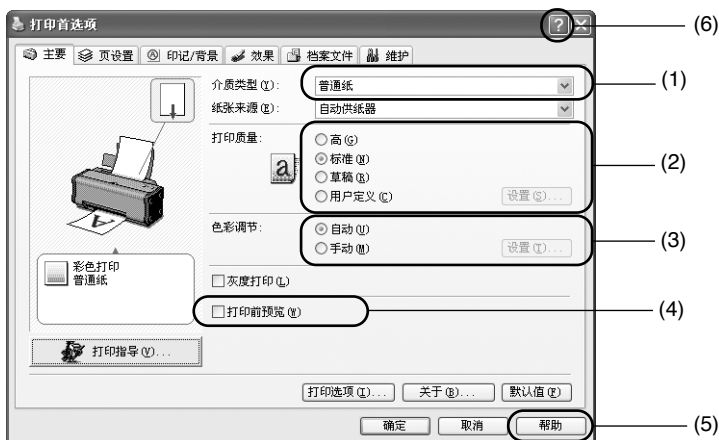 打印首选项 (6)
主要 页设置 印记/背景 效果 档案文件 维护
介质类型(Y): 普通纸 (1)
纸张来源(E): 自动供纸器
打印质量: 高(G)
标准(N) (2)
草稿(R)
用户定义(C) 设置(S)...
色彩调节: 自动(U)
手动(M) 设置(T)... (3)
彩色打印
普通纸
灰度打印(L)
打印前预览(W) (4)
打印指导(V)...
打印选项(I)... 关于(B)... 默认值(F)
确定 取消 帮助 (5)